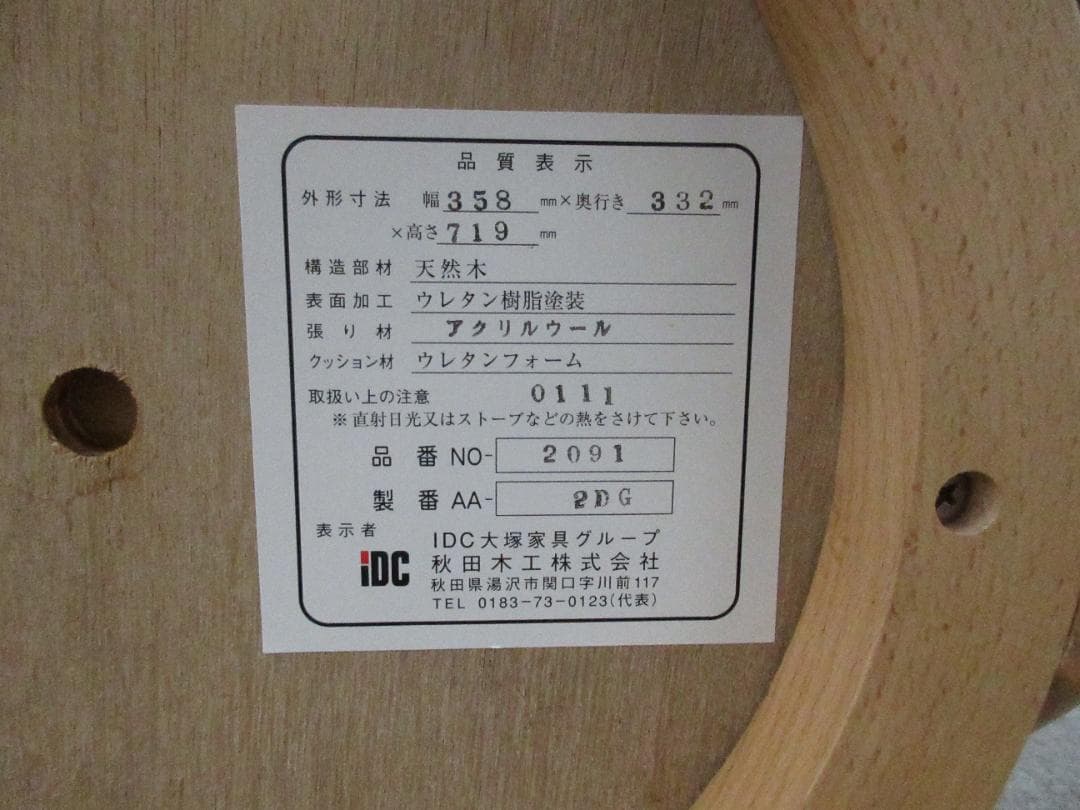 品質表示
外形寸法 幅358mm×奥行き332mm
×高さ719mm
構造部材 天然木
表面加工 ウレタン樹脂塗装
張り材 アクリルウール
クッション材 ウレタンフォーム
取扱い上の注意 0111
※直射日光又はストーブなどの熱をさけて下さい。
品番 NO-2091
製番 AA-2DG
表示者
iDC
IDC大塚家具グループ
秋田木工株式会社
秋田県湯沢市関口字川前117
TEL 0183-73-0123(代表)